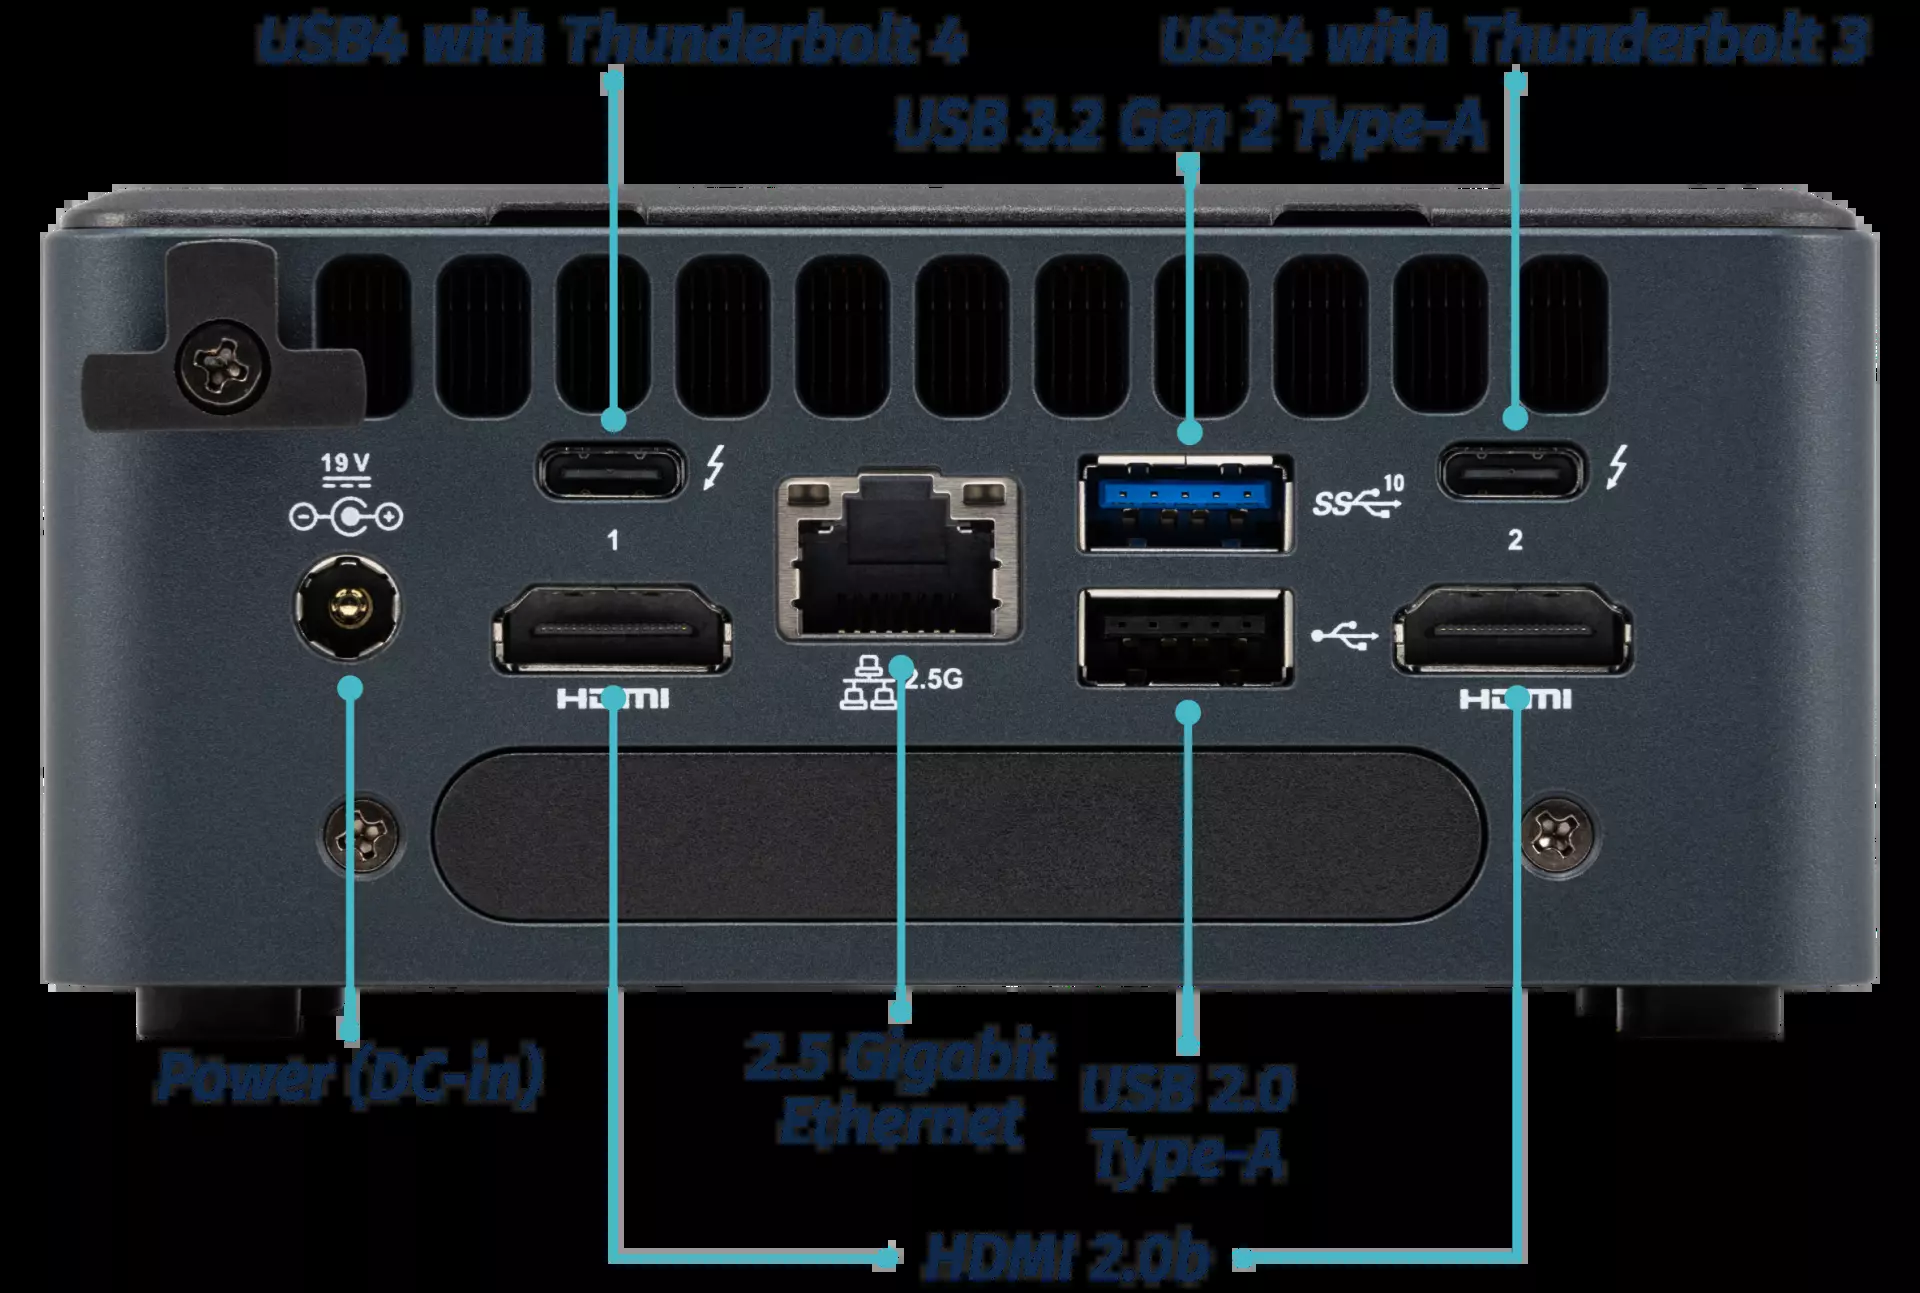 USB4 with Thunderbolt 4
USB4 with Thunderbolt 3
USB 3.2 Gen 2 Type-A
19 V
1
SS 10
2
HDMI
2.5G
HDMI
Power (DC-in)
2.5 Gigabit
Ethernet
USB 2.0
Type-A
HDMI 2.0b